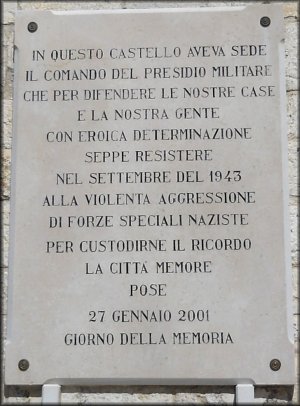 IN QUESTO CASTELLO AVEVA SEDE
IL COMANDO DEL PRESIDIO MILITARE
CHE PER DIFENDERE LE NOSTRE CASE
E LA NOSTRA GENTE
CON EROICA DETERMINAZIONE
SEPPE RESISTERE
NEL SETTEMBRE DEL 1943
ALLA VIOLENTA AGGRESSIONE
DI FORZE SPECIALI NAZISTE
PER CUSTODIRNE IL RICORDO
LA CITTÁ MEMORE
POSE
27 GENNAIO 2001
GIORNO DELLA MEMORIA